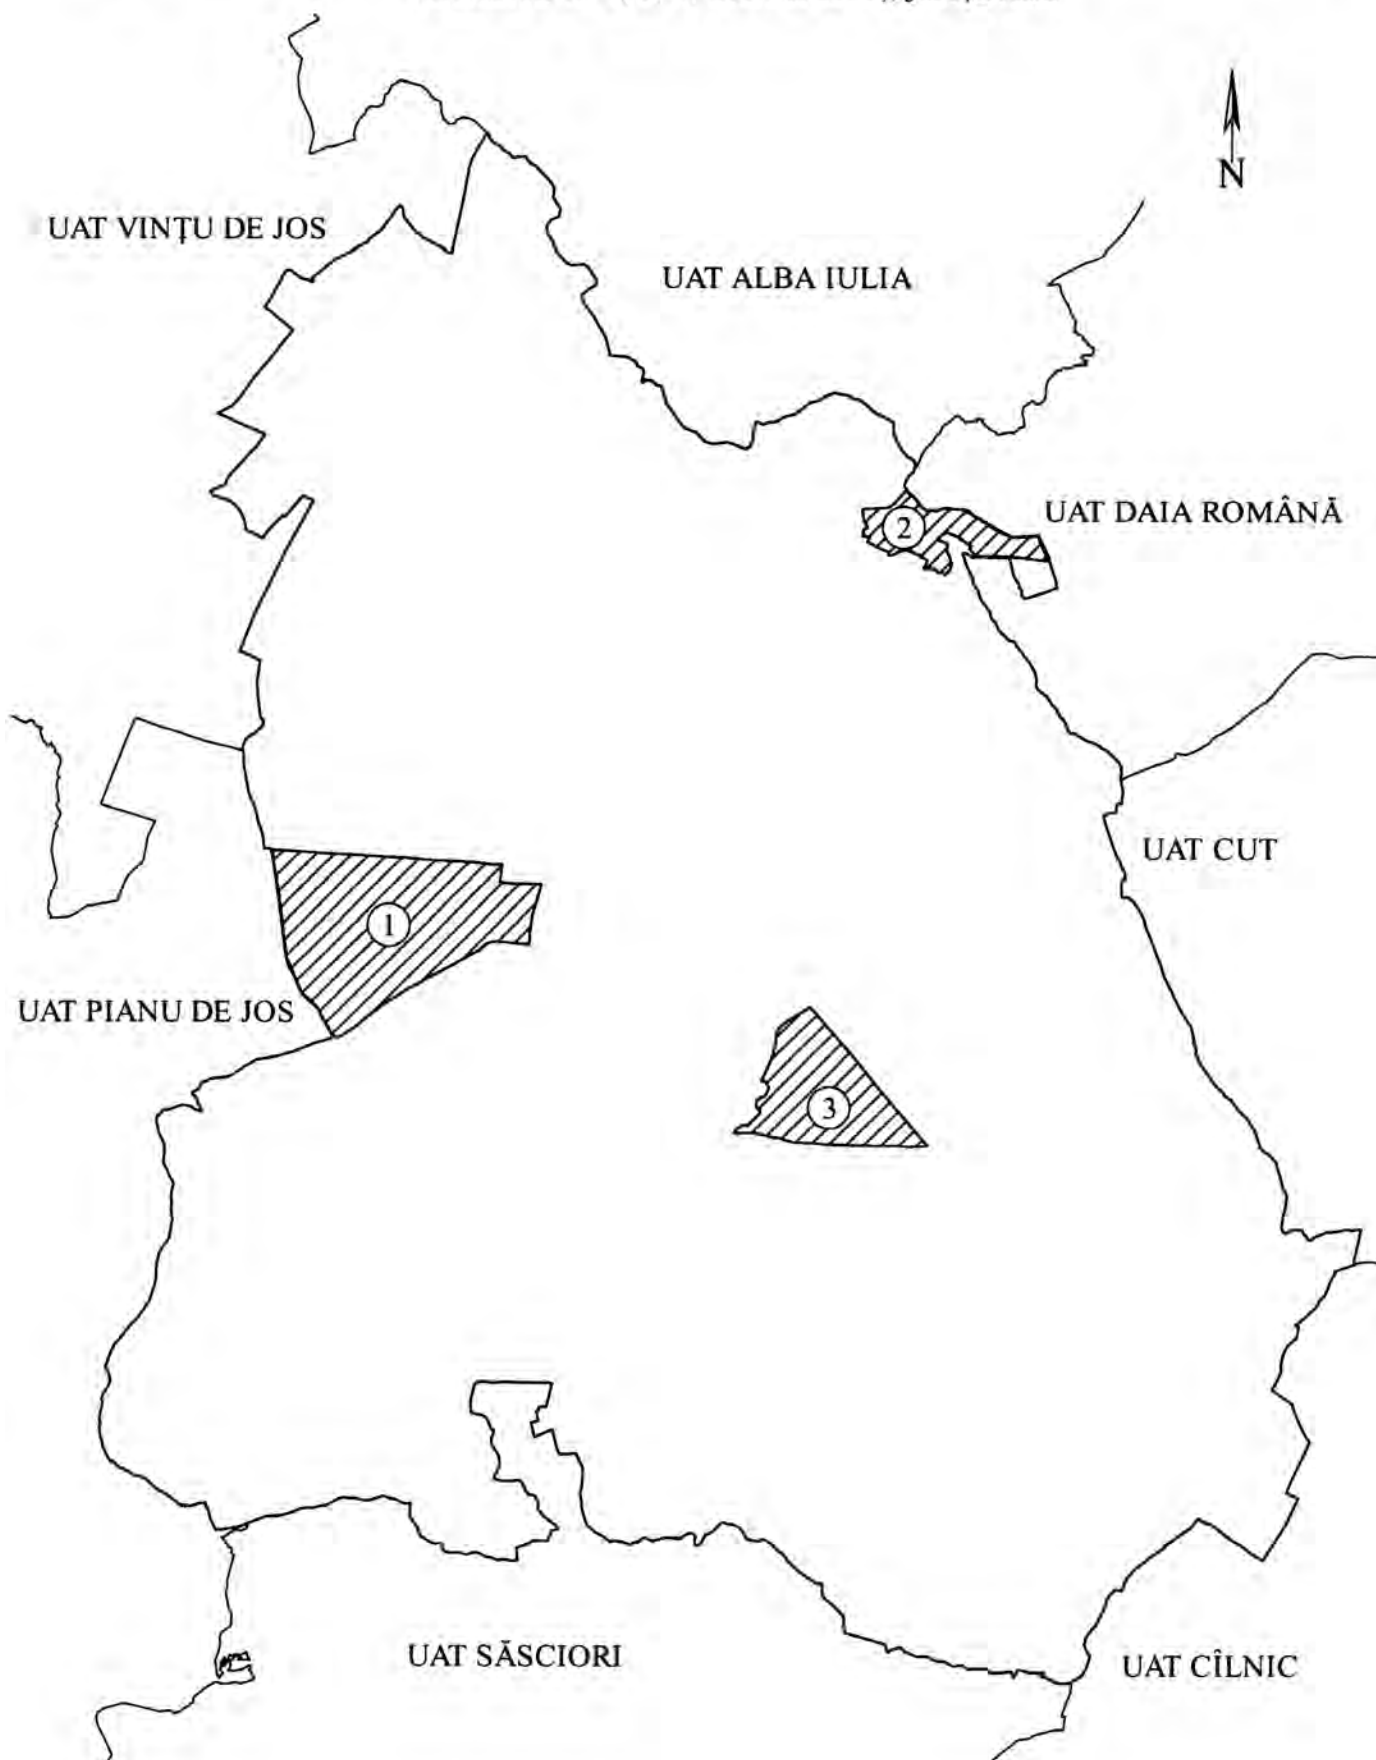 N
UAT VINȚU DE JOS
UAT ALBA IULIA
UAT DAIA ROMÂNĂ
2
UAT CUT
1
UAT PIANU DE JOS
3
UAT SĂSCIORI
UAT CÎLNIC